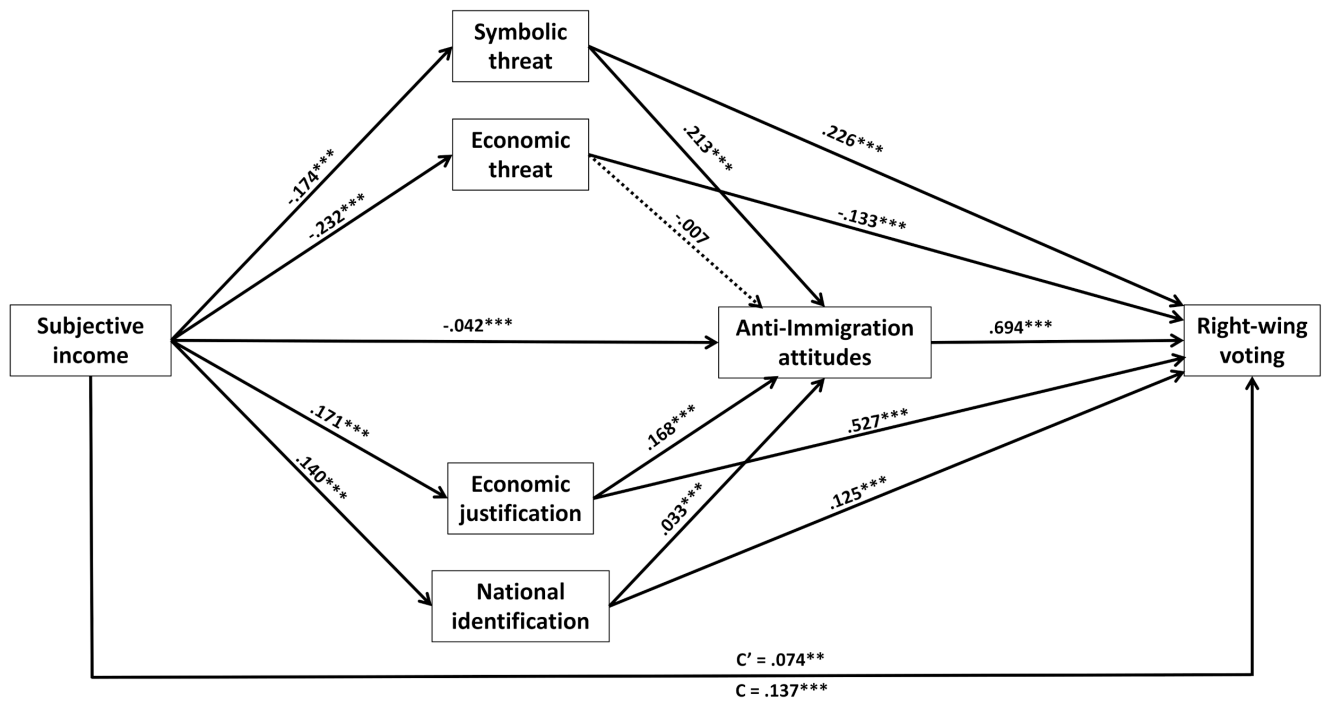 Symbolic
threat
.226***
.213***
Economic
threat
-.174***
-.232***
-.133***
-.007
Subjective
income
-.042***
Anti-Immigration
attitudes
.694***
Right-wing
voting
.171***
.168***
.527***
.140***
Economic
justification
.033***
.125***
National
identification
C’ = .074**
C = .137***